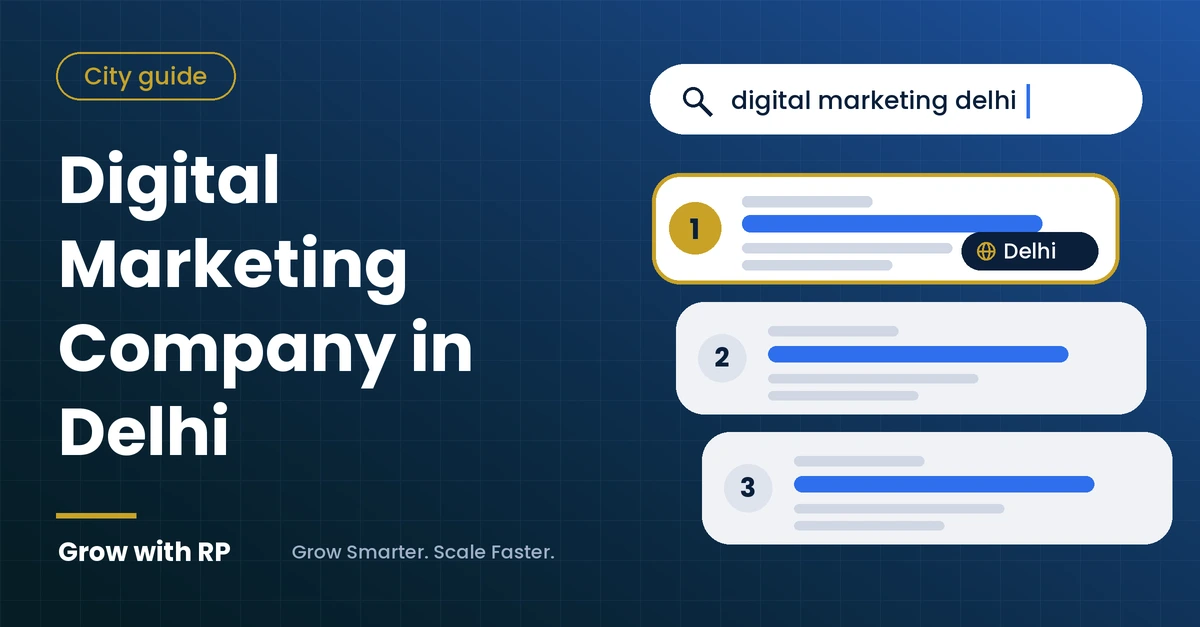 City guide
Digital
Marketing
Company in
Delhi
Grow with RP
Grow Smarter. Scale Faster.
digital marketing delhi
1
Delhi
2
3